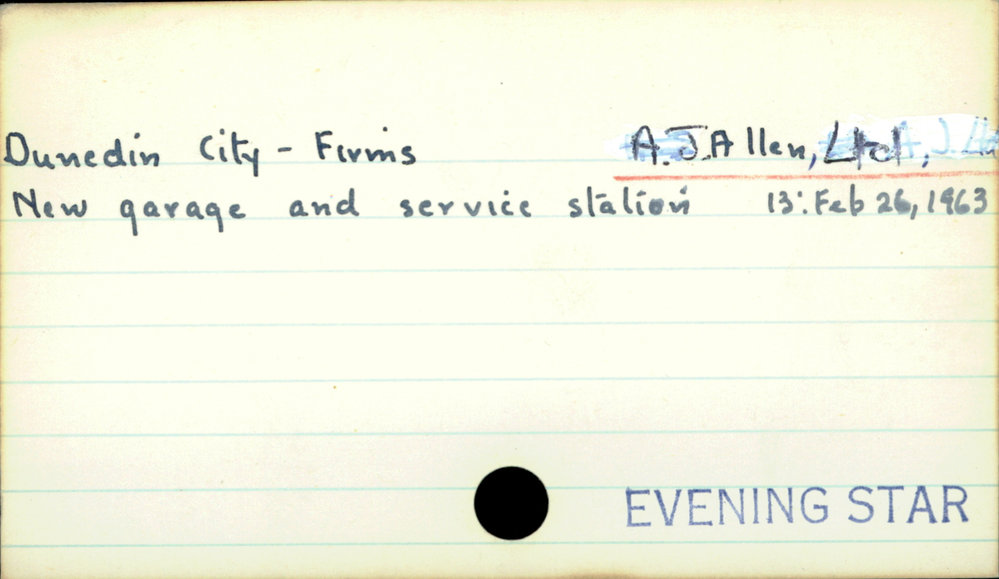 Dunedin City - Firms A.J. Allen, Ltd.,
New garage and service station 13: Feb 26, 1963
EVENING STAR